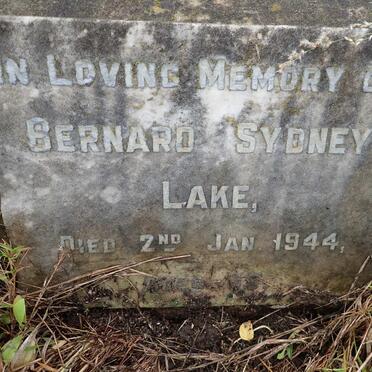 IN LOVING MEMORY O
BERNARD SYDNEY
LAKE,
DIED 2ND JAN 1944,